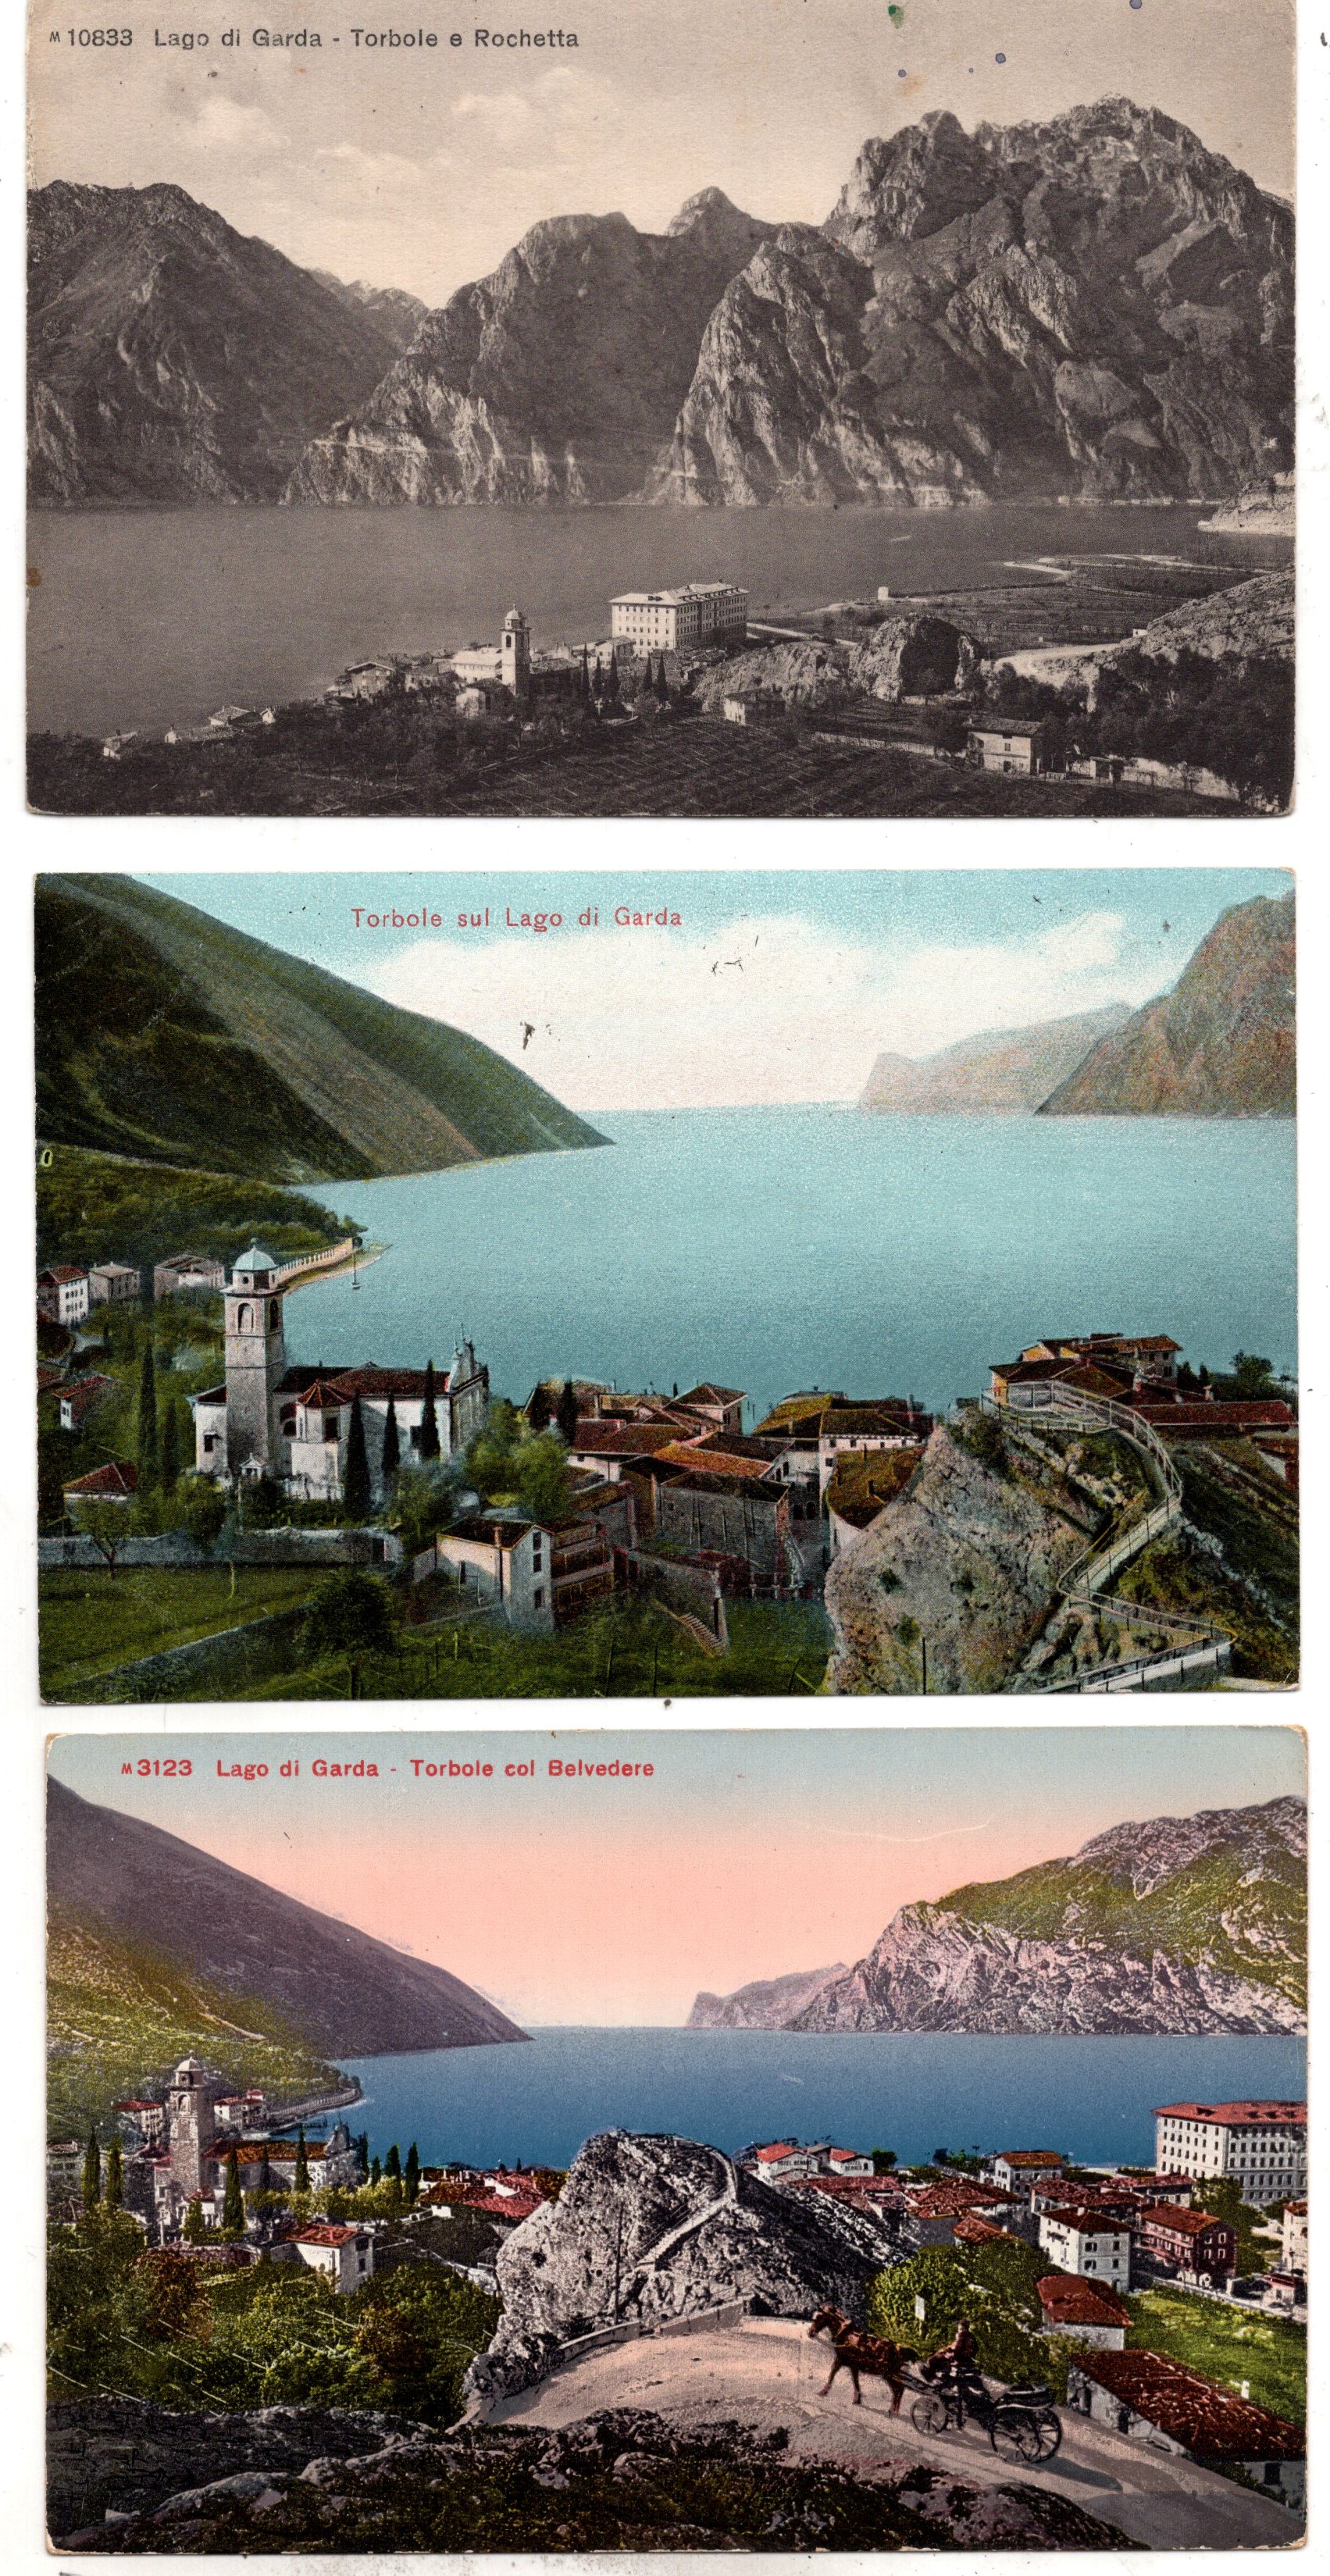 M 10833 Lago di Garda - Torbole e Rochetta
Torbole sul Lago di Garda
M 3123 Lago di Garda - Torbole col Belvedere